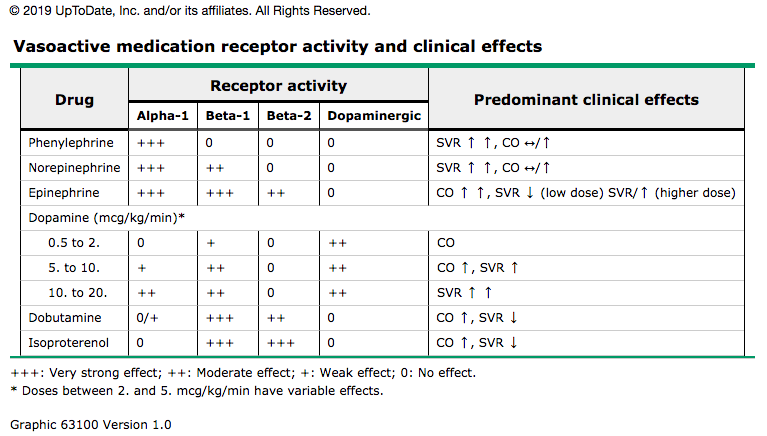 © 2019 UpToDate, Inc. and/or its affiliates. All Rights Reserved.
Vasoactive medication receptor activity and clinical effects
Drug Receptor activity Predominant clinical effects
Alpha-1 Beta-1 Beta-2 Dopaminergic
Phenylephrine +++ 0 0 0 SVR ↑ ↑, CO ↔/↑
Norepinephrine +++ ++ 0 0 SVR ↑ ↑, CO ↔/↑
Epinephrine +++ +++ ++ 0 CO ↑ ↑, SVR ↓ (low dose) SVR/↑ (higher dose)
Dopamine (mcg/kg/min)*
0.5 to 2. 0 + 0 ++ CO
5. to 10. + ++ 0 ++ CO ↑, SVR ↑
10. to 20. ++ ++ 0 ++ SVR ↑ ↑
Dobutamine 0/+ +++ ++ 0 CO ↑, SVR ↓
Isoproterenol 0 +++ +++ 0 CO ↑, SVR ↓
+++: Very strong effect; ++: Moderate effect; +: Weak effect; 0: No effect.
* Doses between 2. and 5. mcg/kg/min have variable effects.
Graphic 63100 Version 1.0